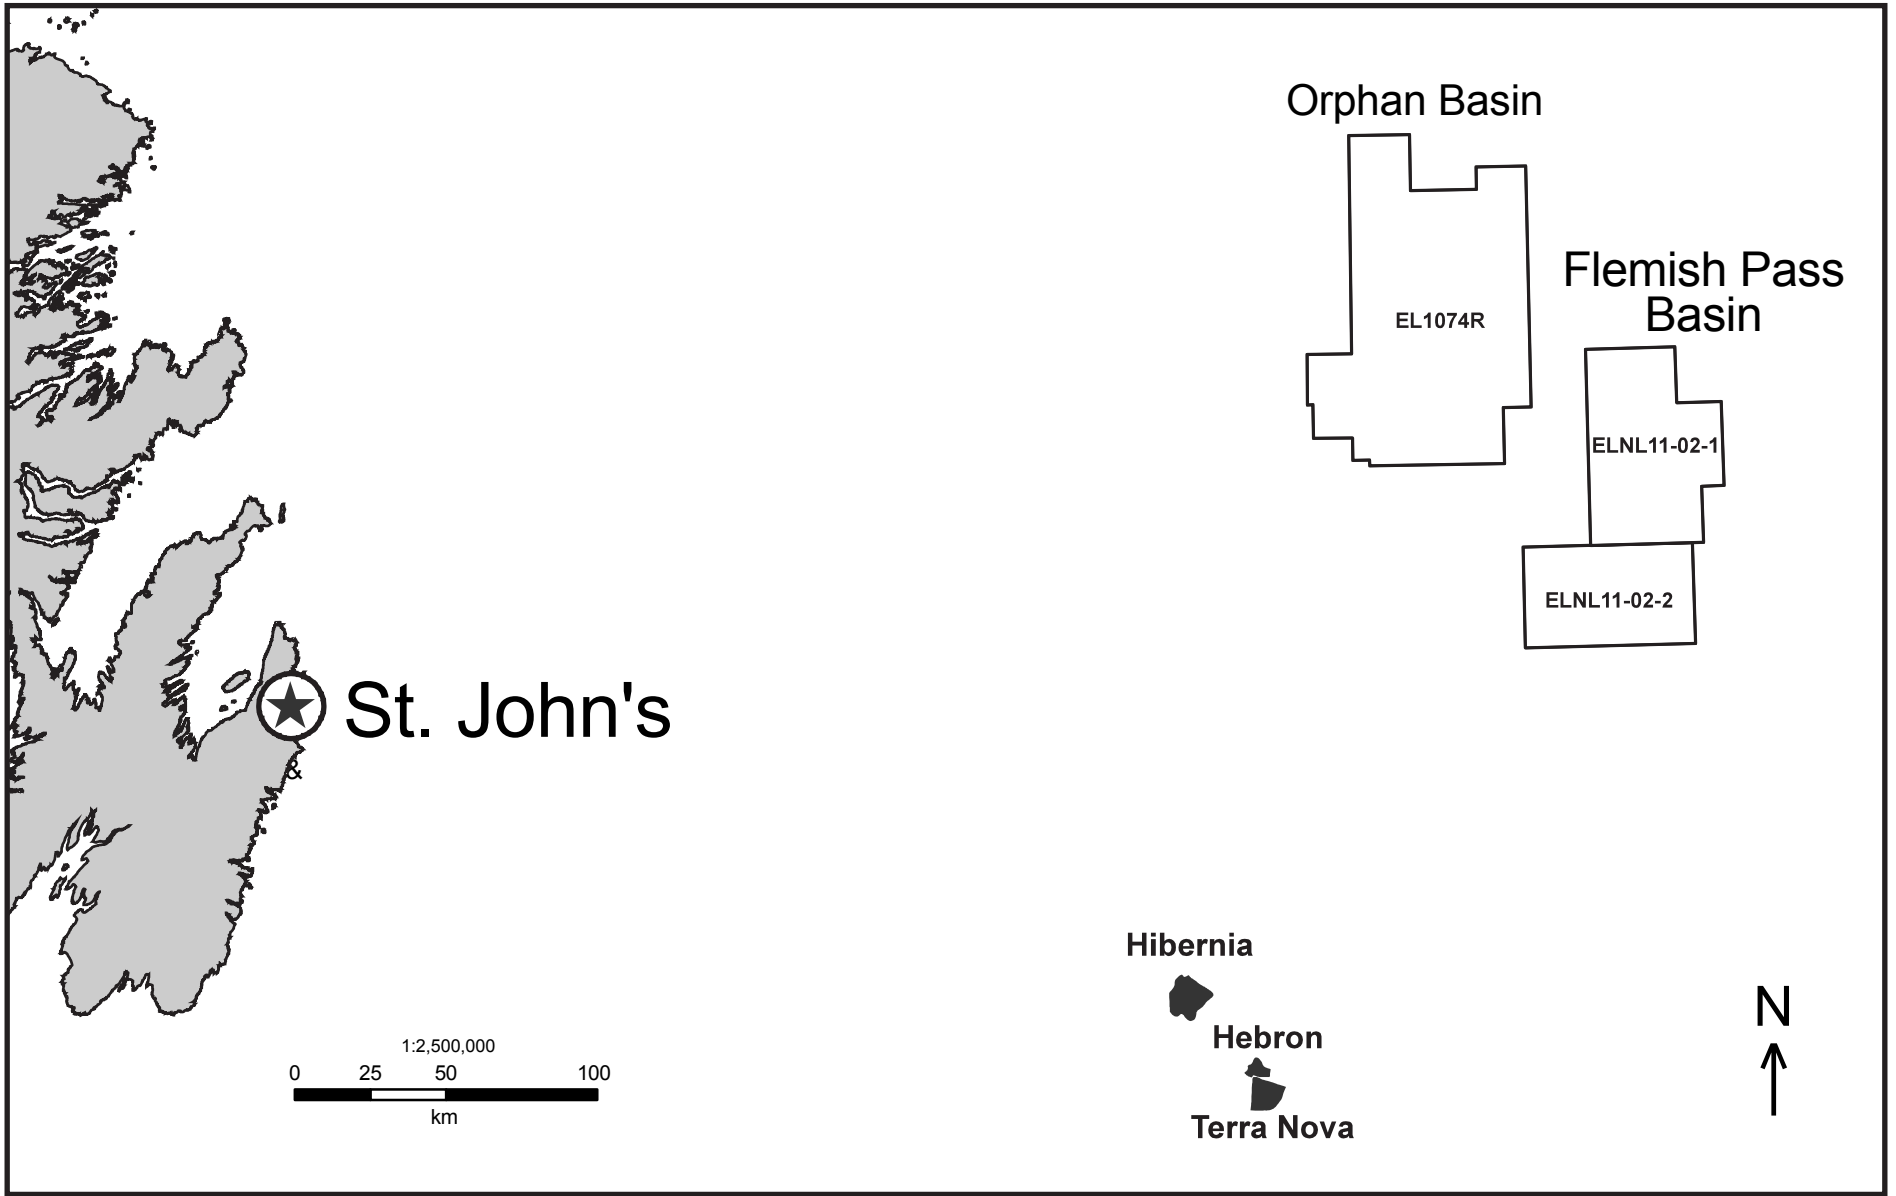 Orphan Basin
EL1074R
Flemish Pass
Basin
ELNL11-02-1
ELNL11-02-2
St. John's
&
Hibernia
Hebron
Terra Nova
N
1:2,500,000
0 25 50 100
km